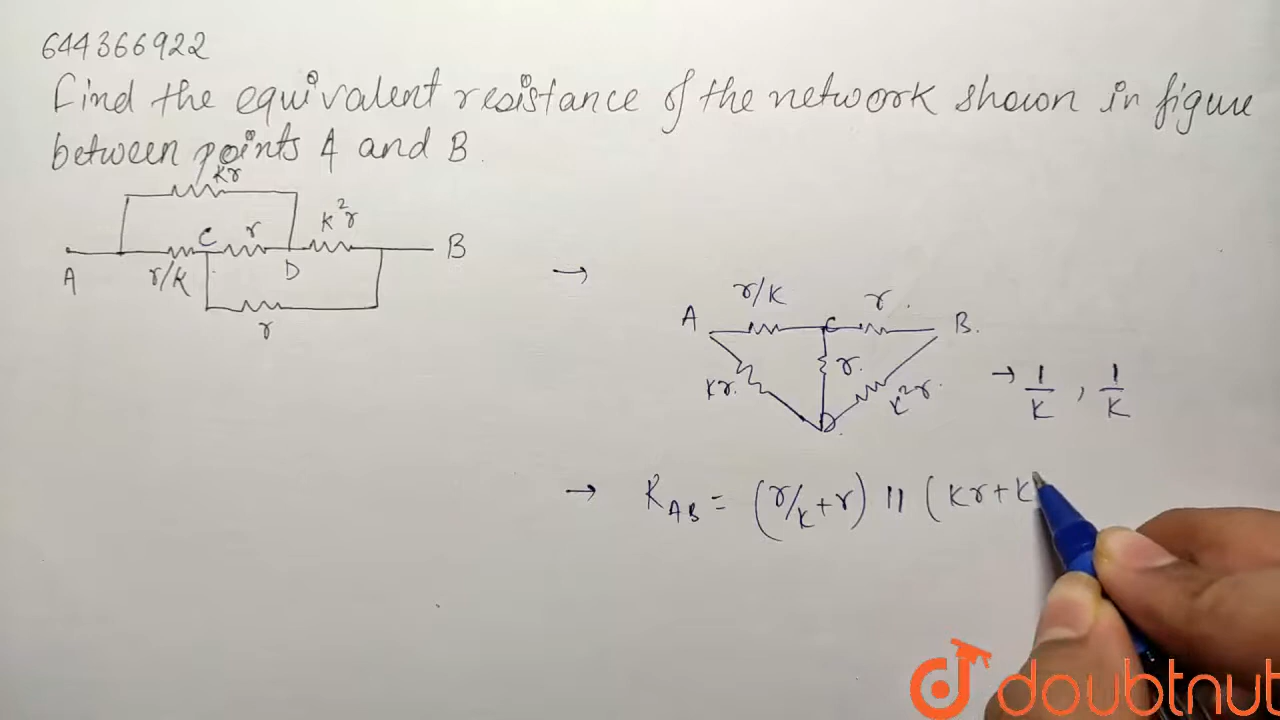 644366922
Find the equivalent resistance of the network shown in figure
between points A and B.
Kr
A r/K C r D K²r B
r
→
A r/K C r B.
Kr. r. K²r.
D
→ 1/K , 1/K
→ R_AB = (r/K + r) || (Kr + K
doubtnut